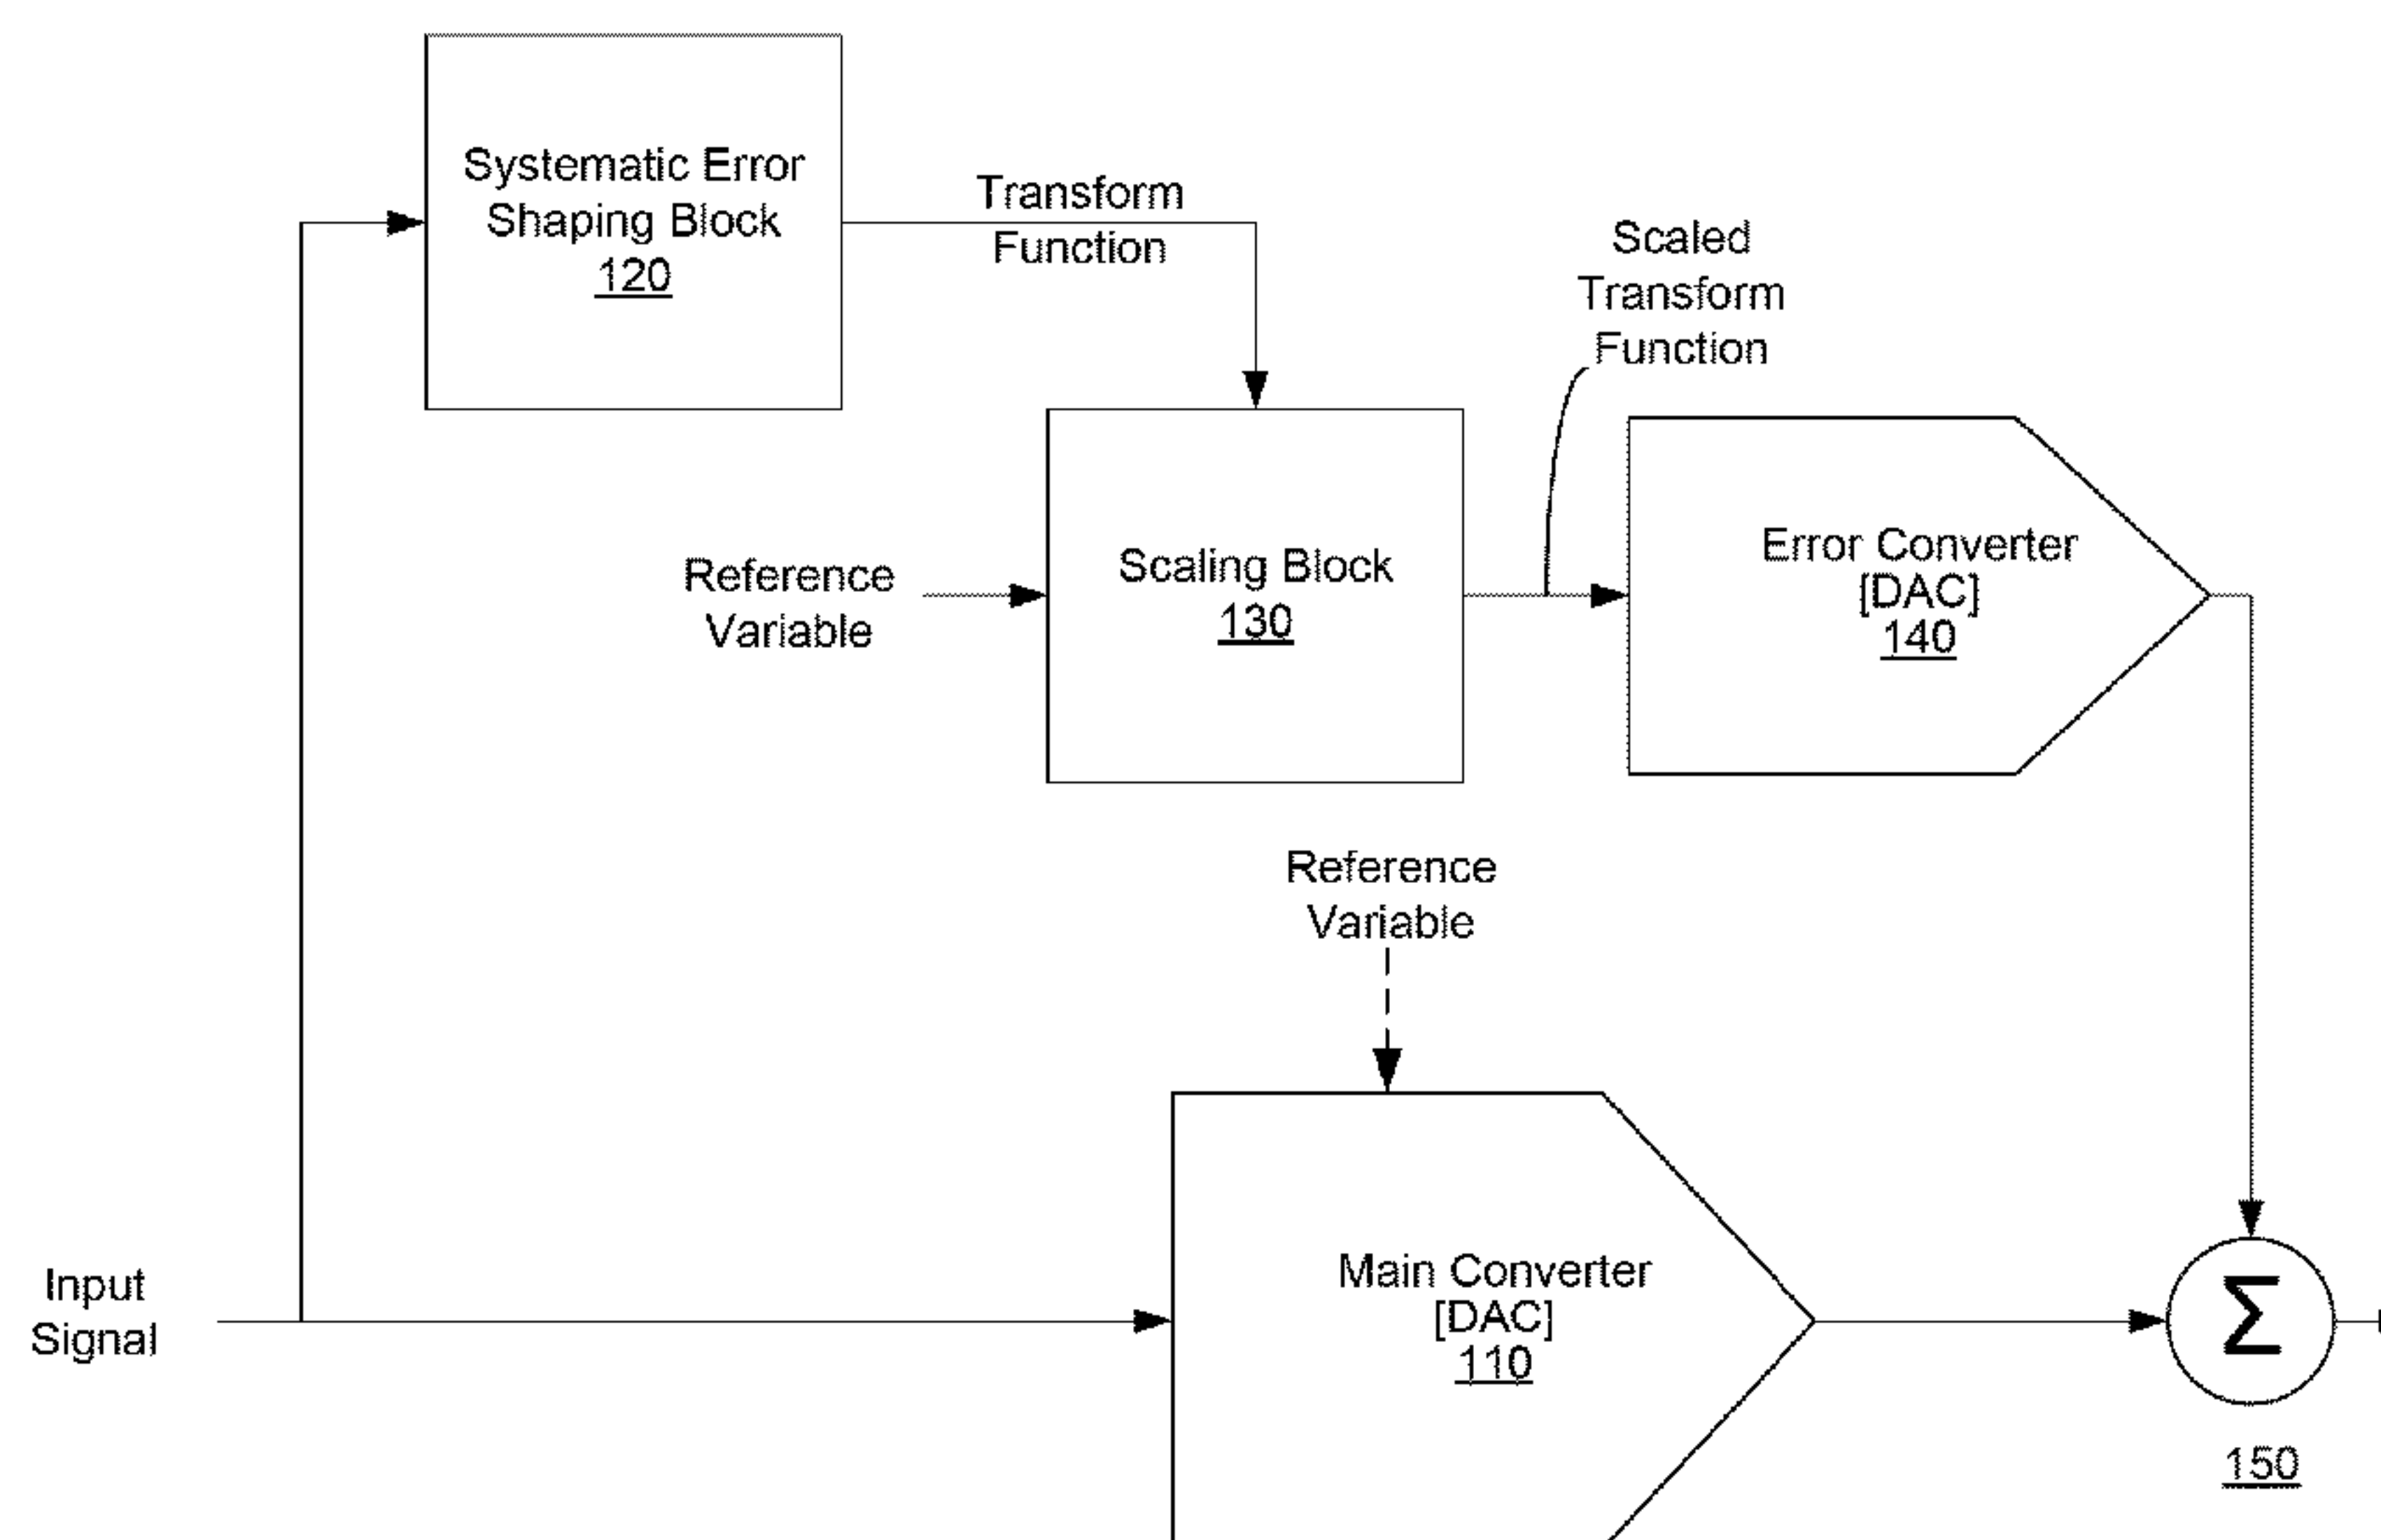 Systematic Error
Shaping Block
120
Transform
Function
Scaled
Transform
Function
Reference
Variable
Scaling Block
130
Error Converter
[DAC]
140
Reference
Variable
Input
Signal
Main Converter
[DAC]
110
Σ
150